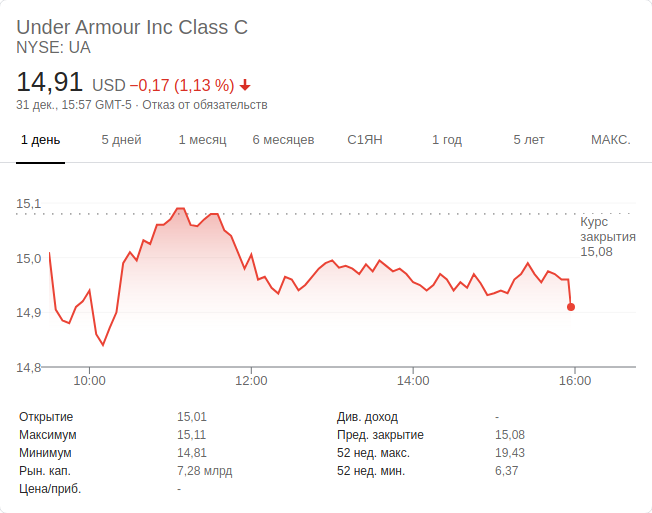 Under Armour Inc Class C
NYSE: UA
14,91 USD −0,17 (1,13 %)
31 дек., 15:57 GMT-5 · Отказ от обязательств
1 день 5 дней 1 месяц 6 месяцев С1ЯН 1 год 5 лет МАКС.
15,1
Курс
закрытия
15,08
15,0
14,9
14,8
10:00 12:00 14:00 16:00
Открытие 15,01 Див. доход -
Максимум 15,11 Пред. закрытие 15,08
Минимум 14,81 52 нед. макс. 19,43
Рын. кап. 7,28 млрд 52 нед. мин. 6,37
Цена/приб. -